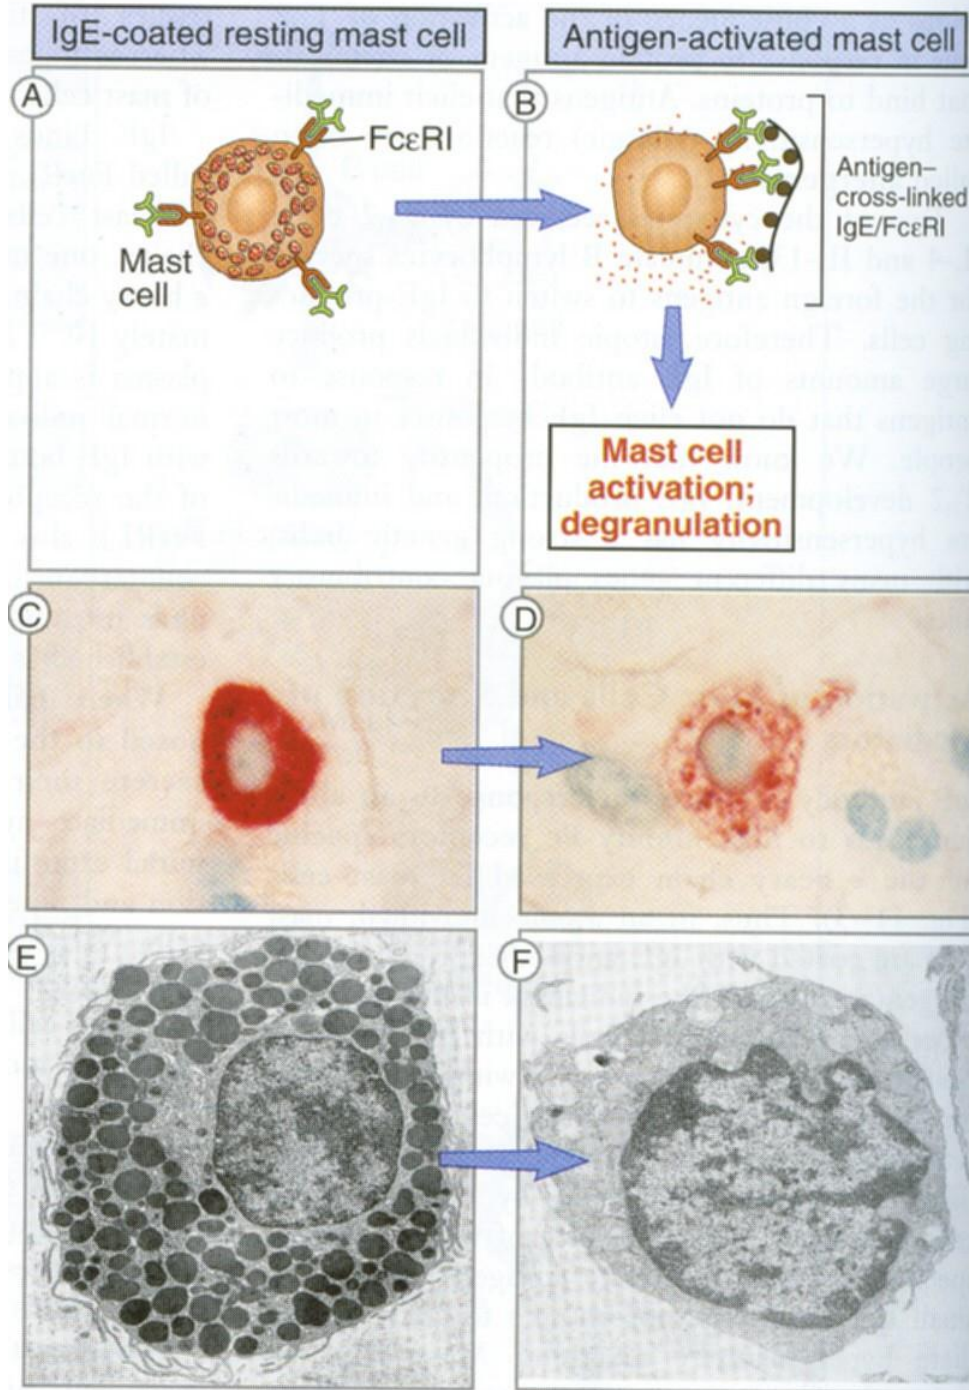 IgE-coated resting mast cell
Antigen-activated mast cell
A
FcεRI
Mast
cell
B
Antigen–
cross-linked
IgE/FcεRI
Mast cell
activation;
degranulation
C
D
E
F